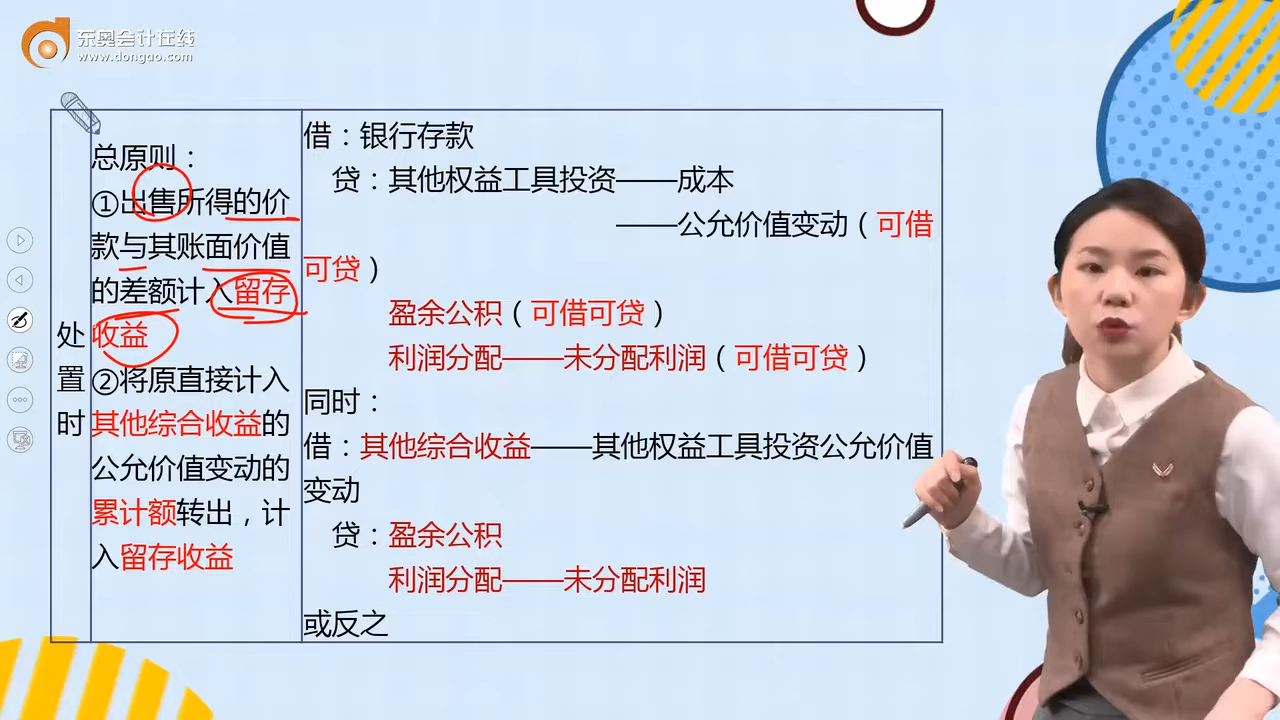 东奥会计在线
www.dongao.com
处
置
时
总原则：
①出售所得的价
款与其账面价值
的差额计入留存
收益
②将原直接计入
其他综合收益的
公允价值变动的
累计额转出，计
入留存收益
借：银行存款
贷：其他权益工具投资——成本
——公允价值变动（可借
可贷）
盈余公积（可借可贷）
利润分配——未分配利润（可借可贷）
同时：
借：其他综合收益——其他权益工具投资公允价值
变动
贷：盈余公积
利润分配——未分配利润
或反之